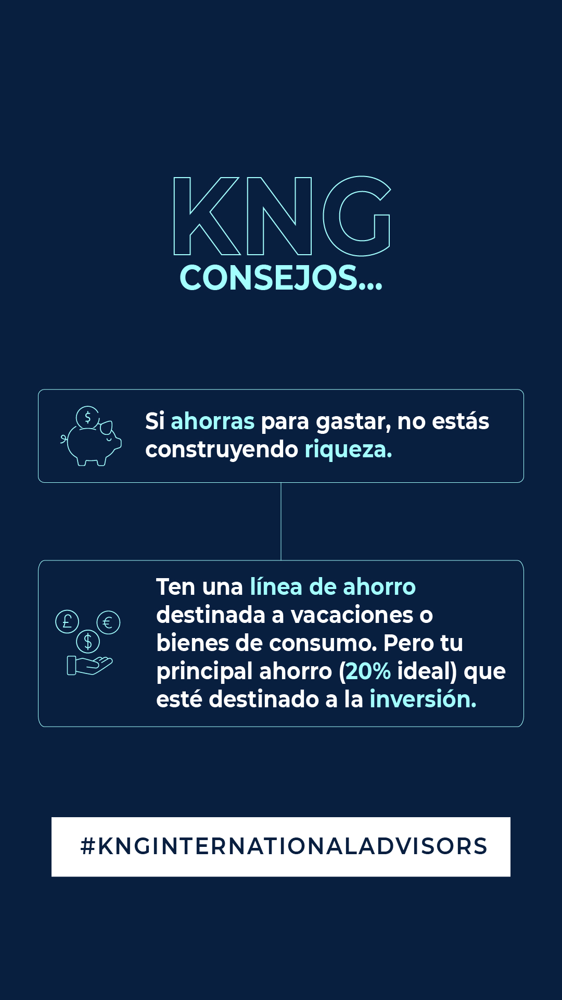 KNG
CONSEJOS...
$
Si ahorras para gastar, no estás
construyendo riqueza.
£ €
$
Ten una línea de ahorro
destinada a vacaciones o
bienes de consumo. Pero tu
principal ahorro (20% ideal) que
esté destinado a la inversión.
#KNGINTERNATIONALADVISORS